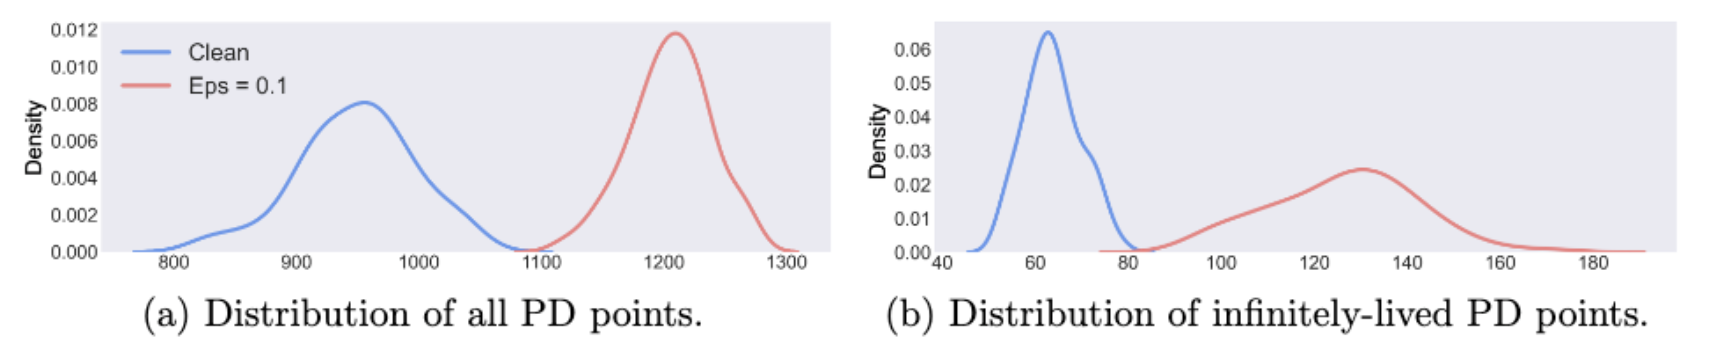 0.012
0.010
0.008
0.006
0.004
0.002
0.000
Density
Clean
Eps = 0.1
800 900 1000 1100 1200 1300
(a) Distribution of all PD points.
0.06
0.05
0.04
0.03
0.02
0.01
0.00
Density
40 60 80 100 120 140 160 180
(b) Distribution of infinitely-lived PD points.